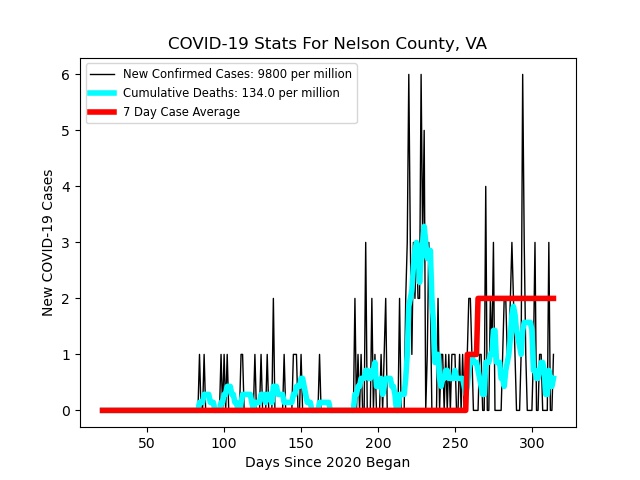 COVID-19 Stats For Nelson County, VA
New Confirmed Cases: 9800 per million
Cumulative Deaths: 134.0 per million
7 Day Case Average
New COVID-19 Cases
6
5
4
3
2
1
0
50 100 150 200 250 300
Days Since 2020 Began